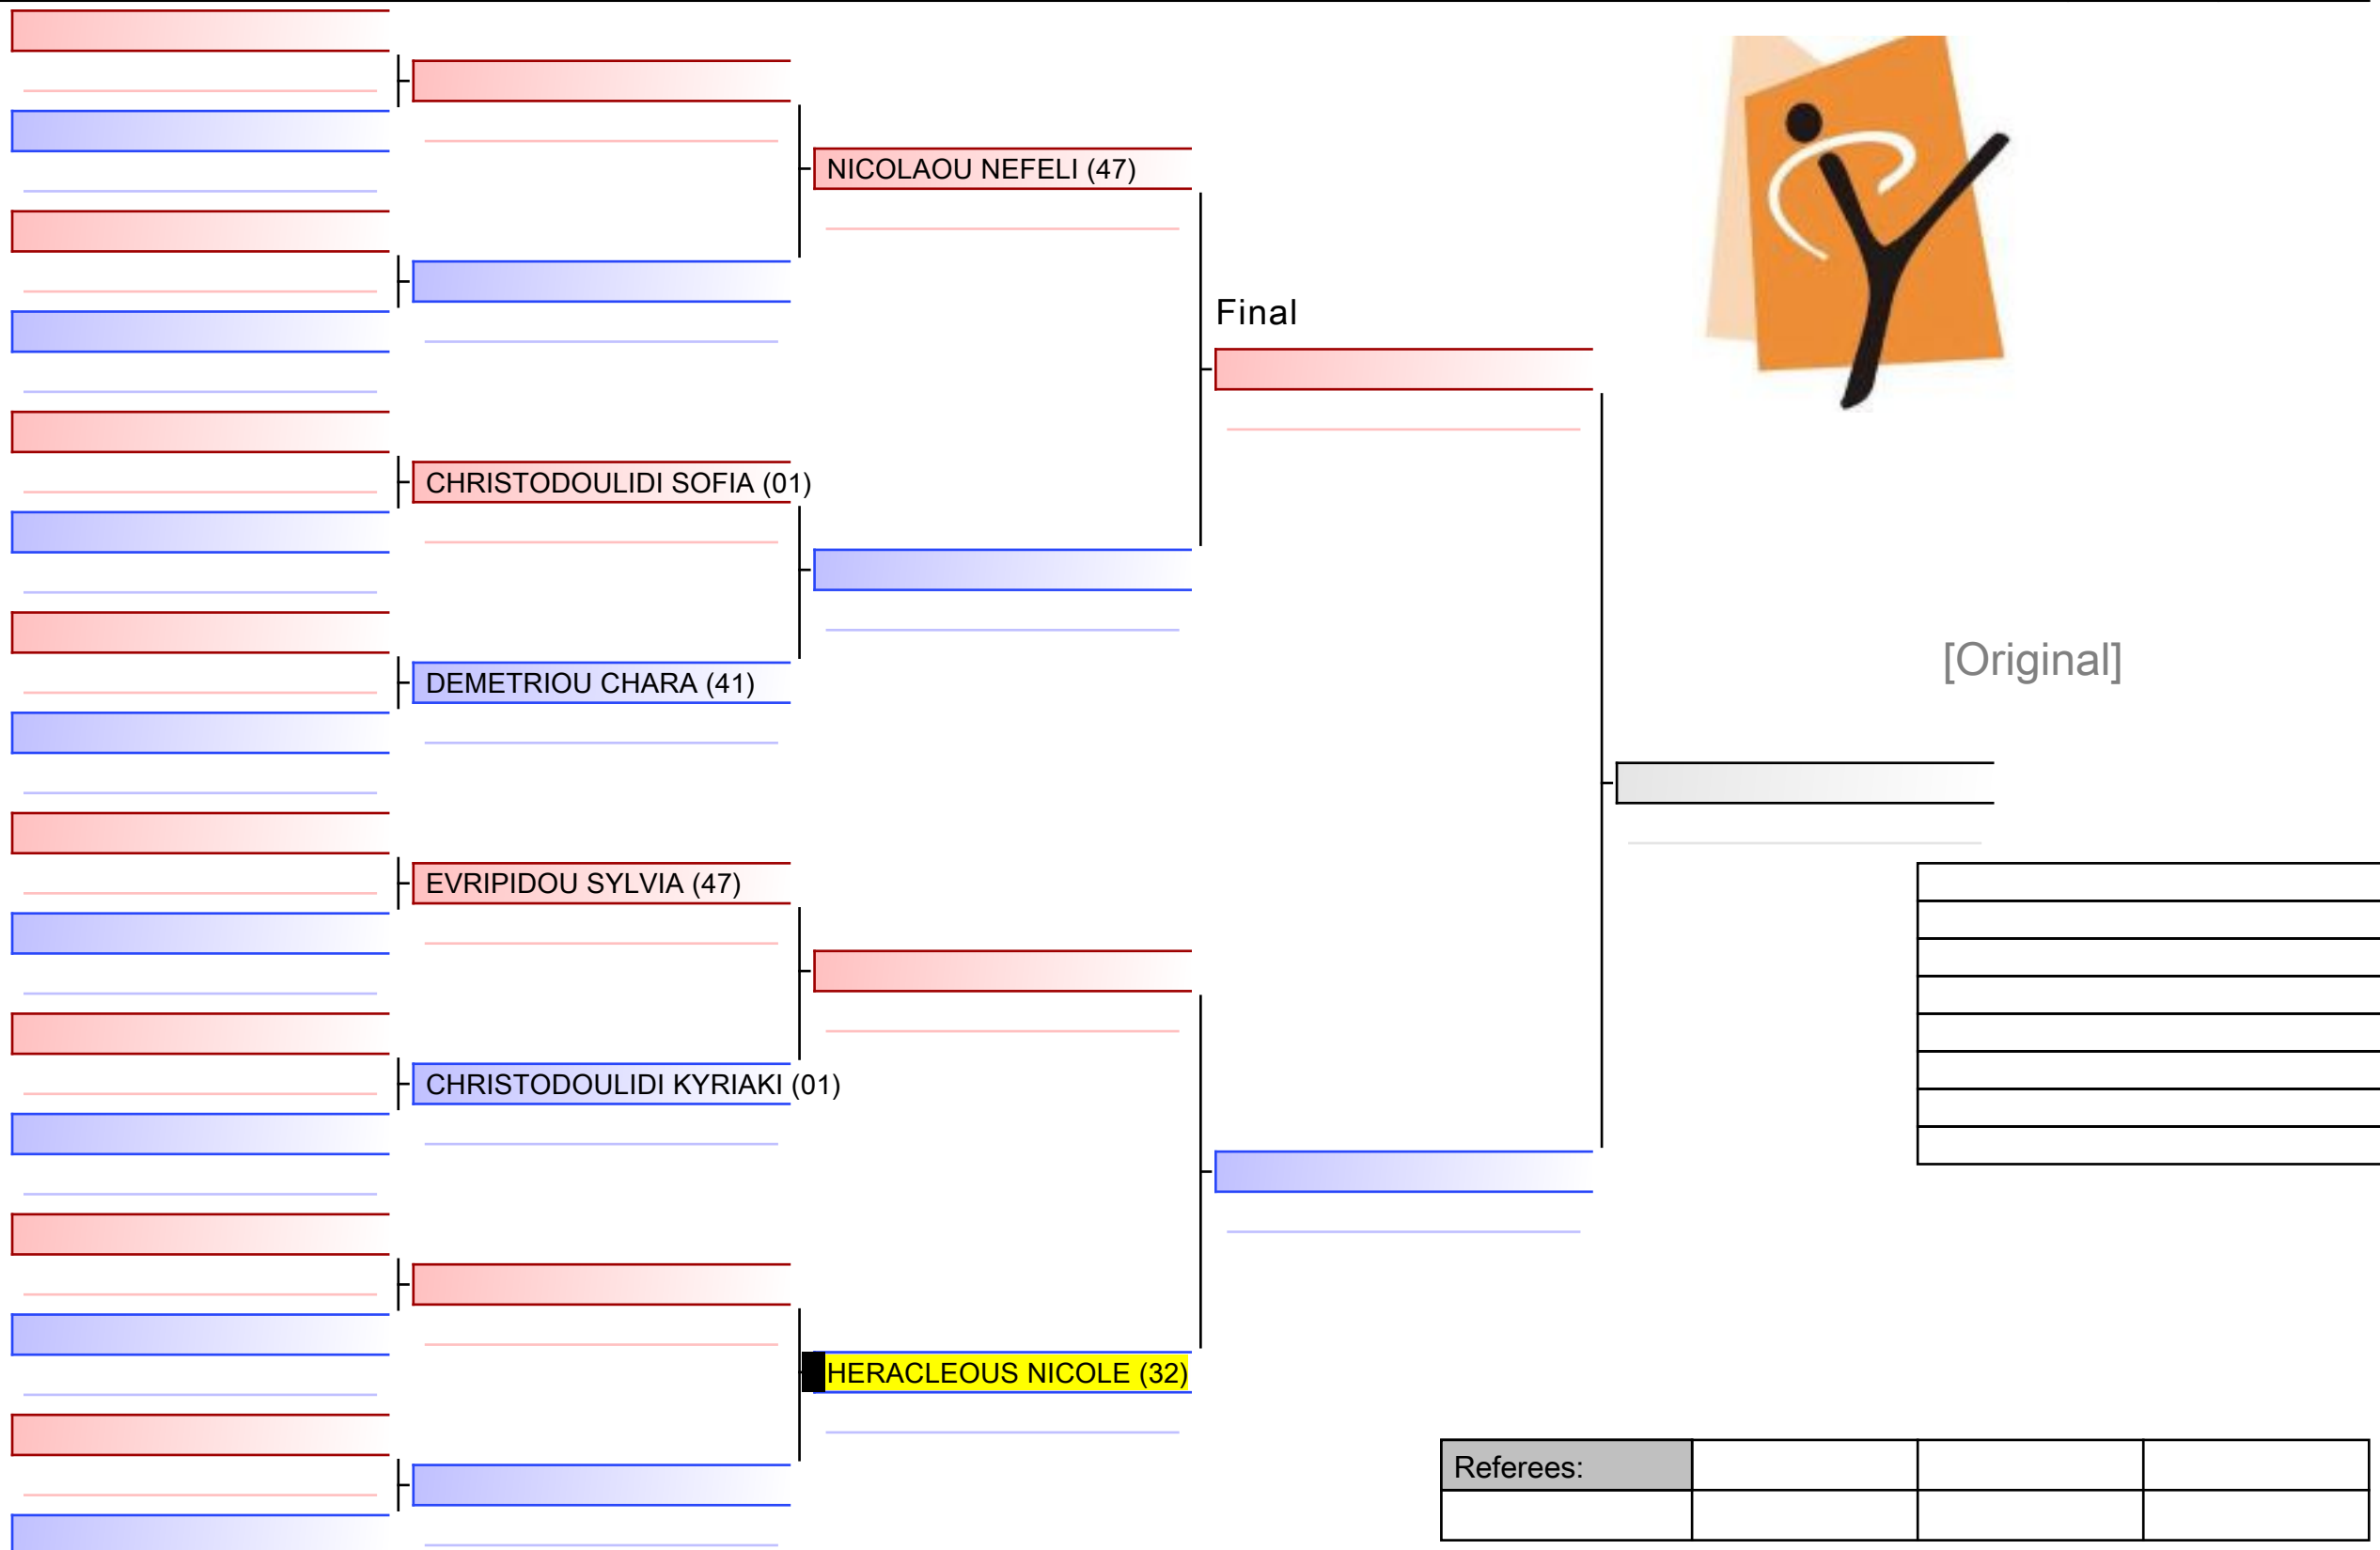 NICOLAOU NEFELI (47)
Final
CHRISTODOULIDI SOFIA (01)
[Original]
DEMETRIOU CHARA (41)
EVRIPIDOU SYLVIA (47)
CHRISTODOULIDI KYRIAKI (01)
HERACLEOUS NICOLE (32)
Referees: